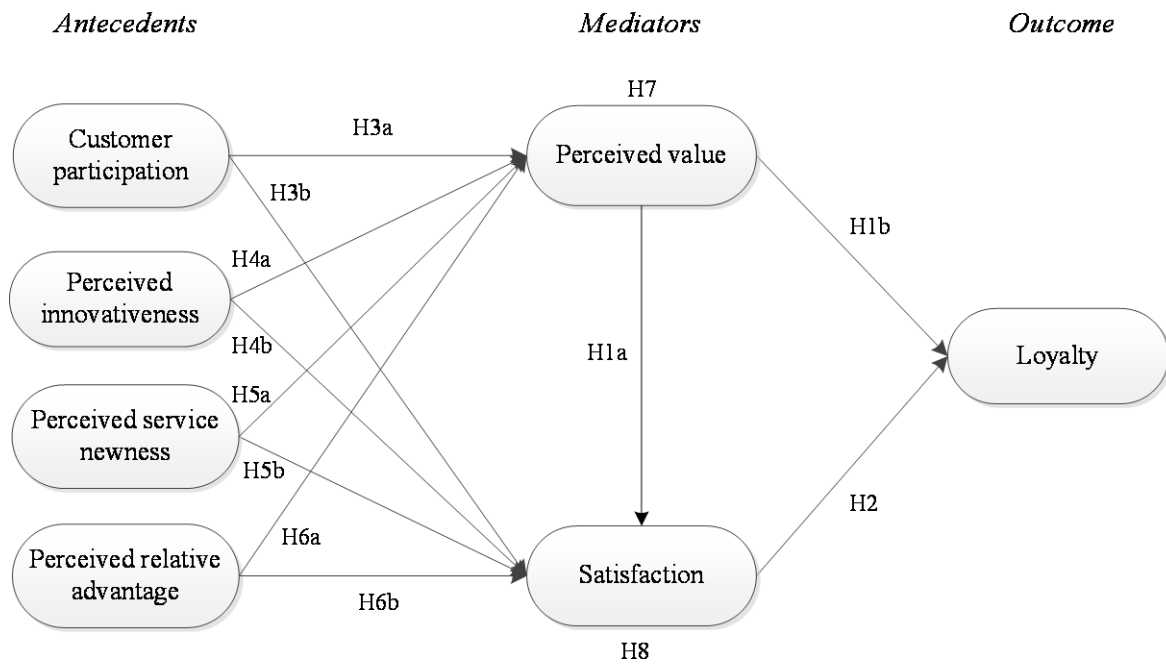 Antecedents
Mediators
Outcome
H7
Customer
participation
H3a
Perceived value
H3b
H1b
Perceived
innovativeness
H4a
H4b
H1a
Loyalty
Perceived service
newness
H5a
H5b
H2
Perceived relative
advantage
H6a
H6b
Satisfaction
H8